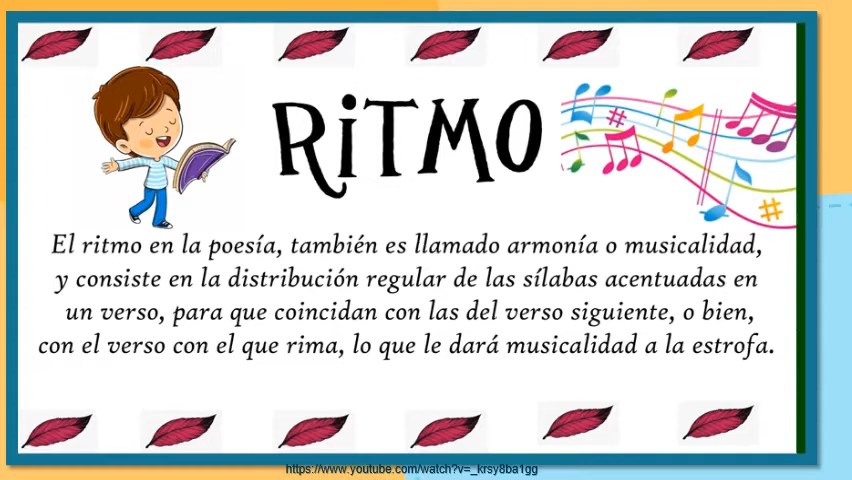 RiTMO
El ritmo en la poesía, también es llamado armonía o musicalidad,
y consiste en la distribución regular de las sílabas acentuadas en
un verso, para que coincidan con las del verso siguiente, o bien,
con el verso con el que rima, lo que le dará musicalidad a la estrofa.
https://www.youtube.com/watch?v=_krsy8ba1gg